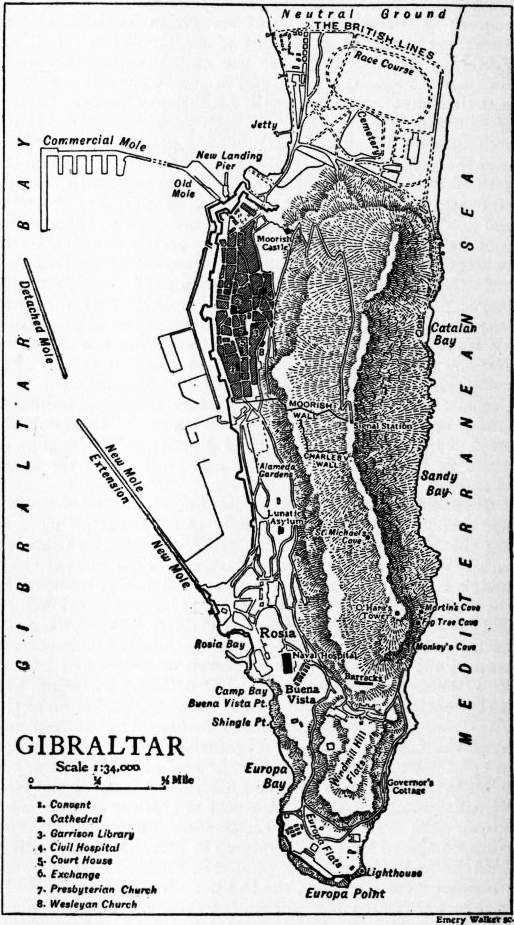 Neutral Ground
THE BRITISH LINES
Race Course
Cemetery
Jetty
Commercial Mole
New Landing
Pier
Old
Mole
Moorish
Castle
GIBRALTAR BAY
MEDITERRANEAN SEA
Detached Mole
Catalan
Bay
MOORISH
WALL
Signal Station
CHARLES V
WALL
New Mole
Extension
New Mole
Alameda
Gardens
Sandy
Bay
Lunatic
Asylum
St. Michael's
Cave
O'Hara's
Tower
Martin's Cave
Fig Tree Cave
Monkey's Cave
Rosia
Rosia Bay
Naval Hospital
Barracks
Camp Bay
Buena Vista Pt.
Buena
Vista
Shingle Pt.
Windmill Hill
Flats
Europa
Bay
Governor's
Cottage
Europa Flats
Lighthouse
Europa Point
GIBRALTAR
Scale 1:34,000
0 ¼ ½ Mile
1. Convent
2. Cathedral
3. Garrison Library
4. Civil Hospital
5. Court House
6. Exchange
7. Presbyterian Church
8. Wesleyan Church
Emery Walker sc.